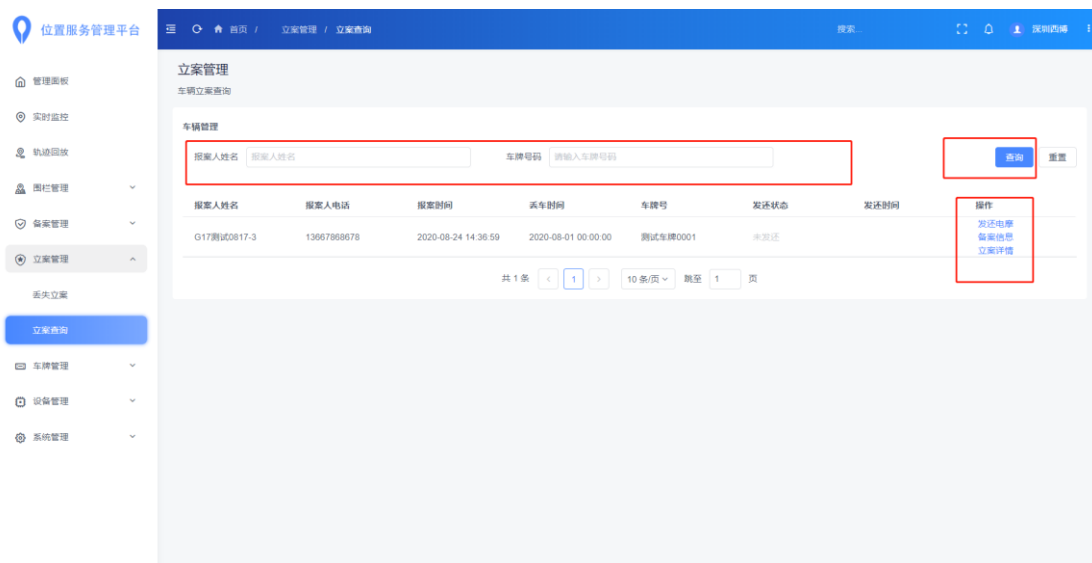 位置服务管理平台
首页 / 立案管理 / 立案查询
搜索...
深圳西博
管理面板
实时监控
轨迹回放
围栏管理
备案管理
立案管理
丢失立案
立案查询
车牌管理
设备管理
系统管理
立案管理
车辆立案查询
车辆管理
报案人姓名 报案人姓名 车牌号码 请输入车牌号码 查询 重置
报案人姓名 报案人电话 报案时间 丢车时间 车牌号 发还状态 发还时间 操作
G17测试0817-3 13667868678 2020-08-24 14:36:59 2020-08-01 00:00:00 测试车牌0001 未发还
发还电摩
备案信息
立案详情
共 1 条 < 1 > 10 条/页 跳至 1 页